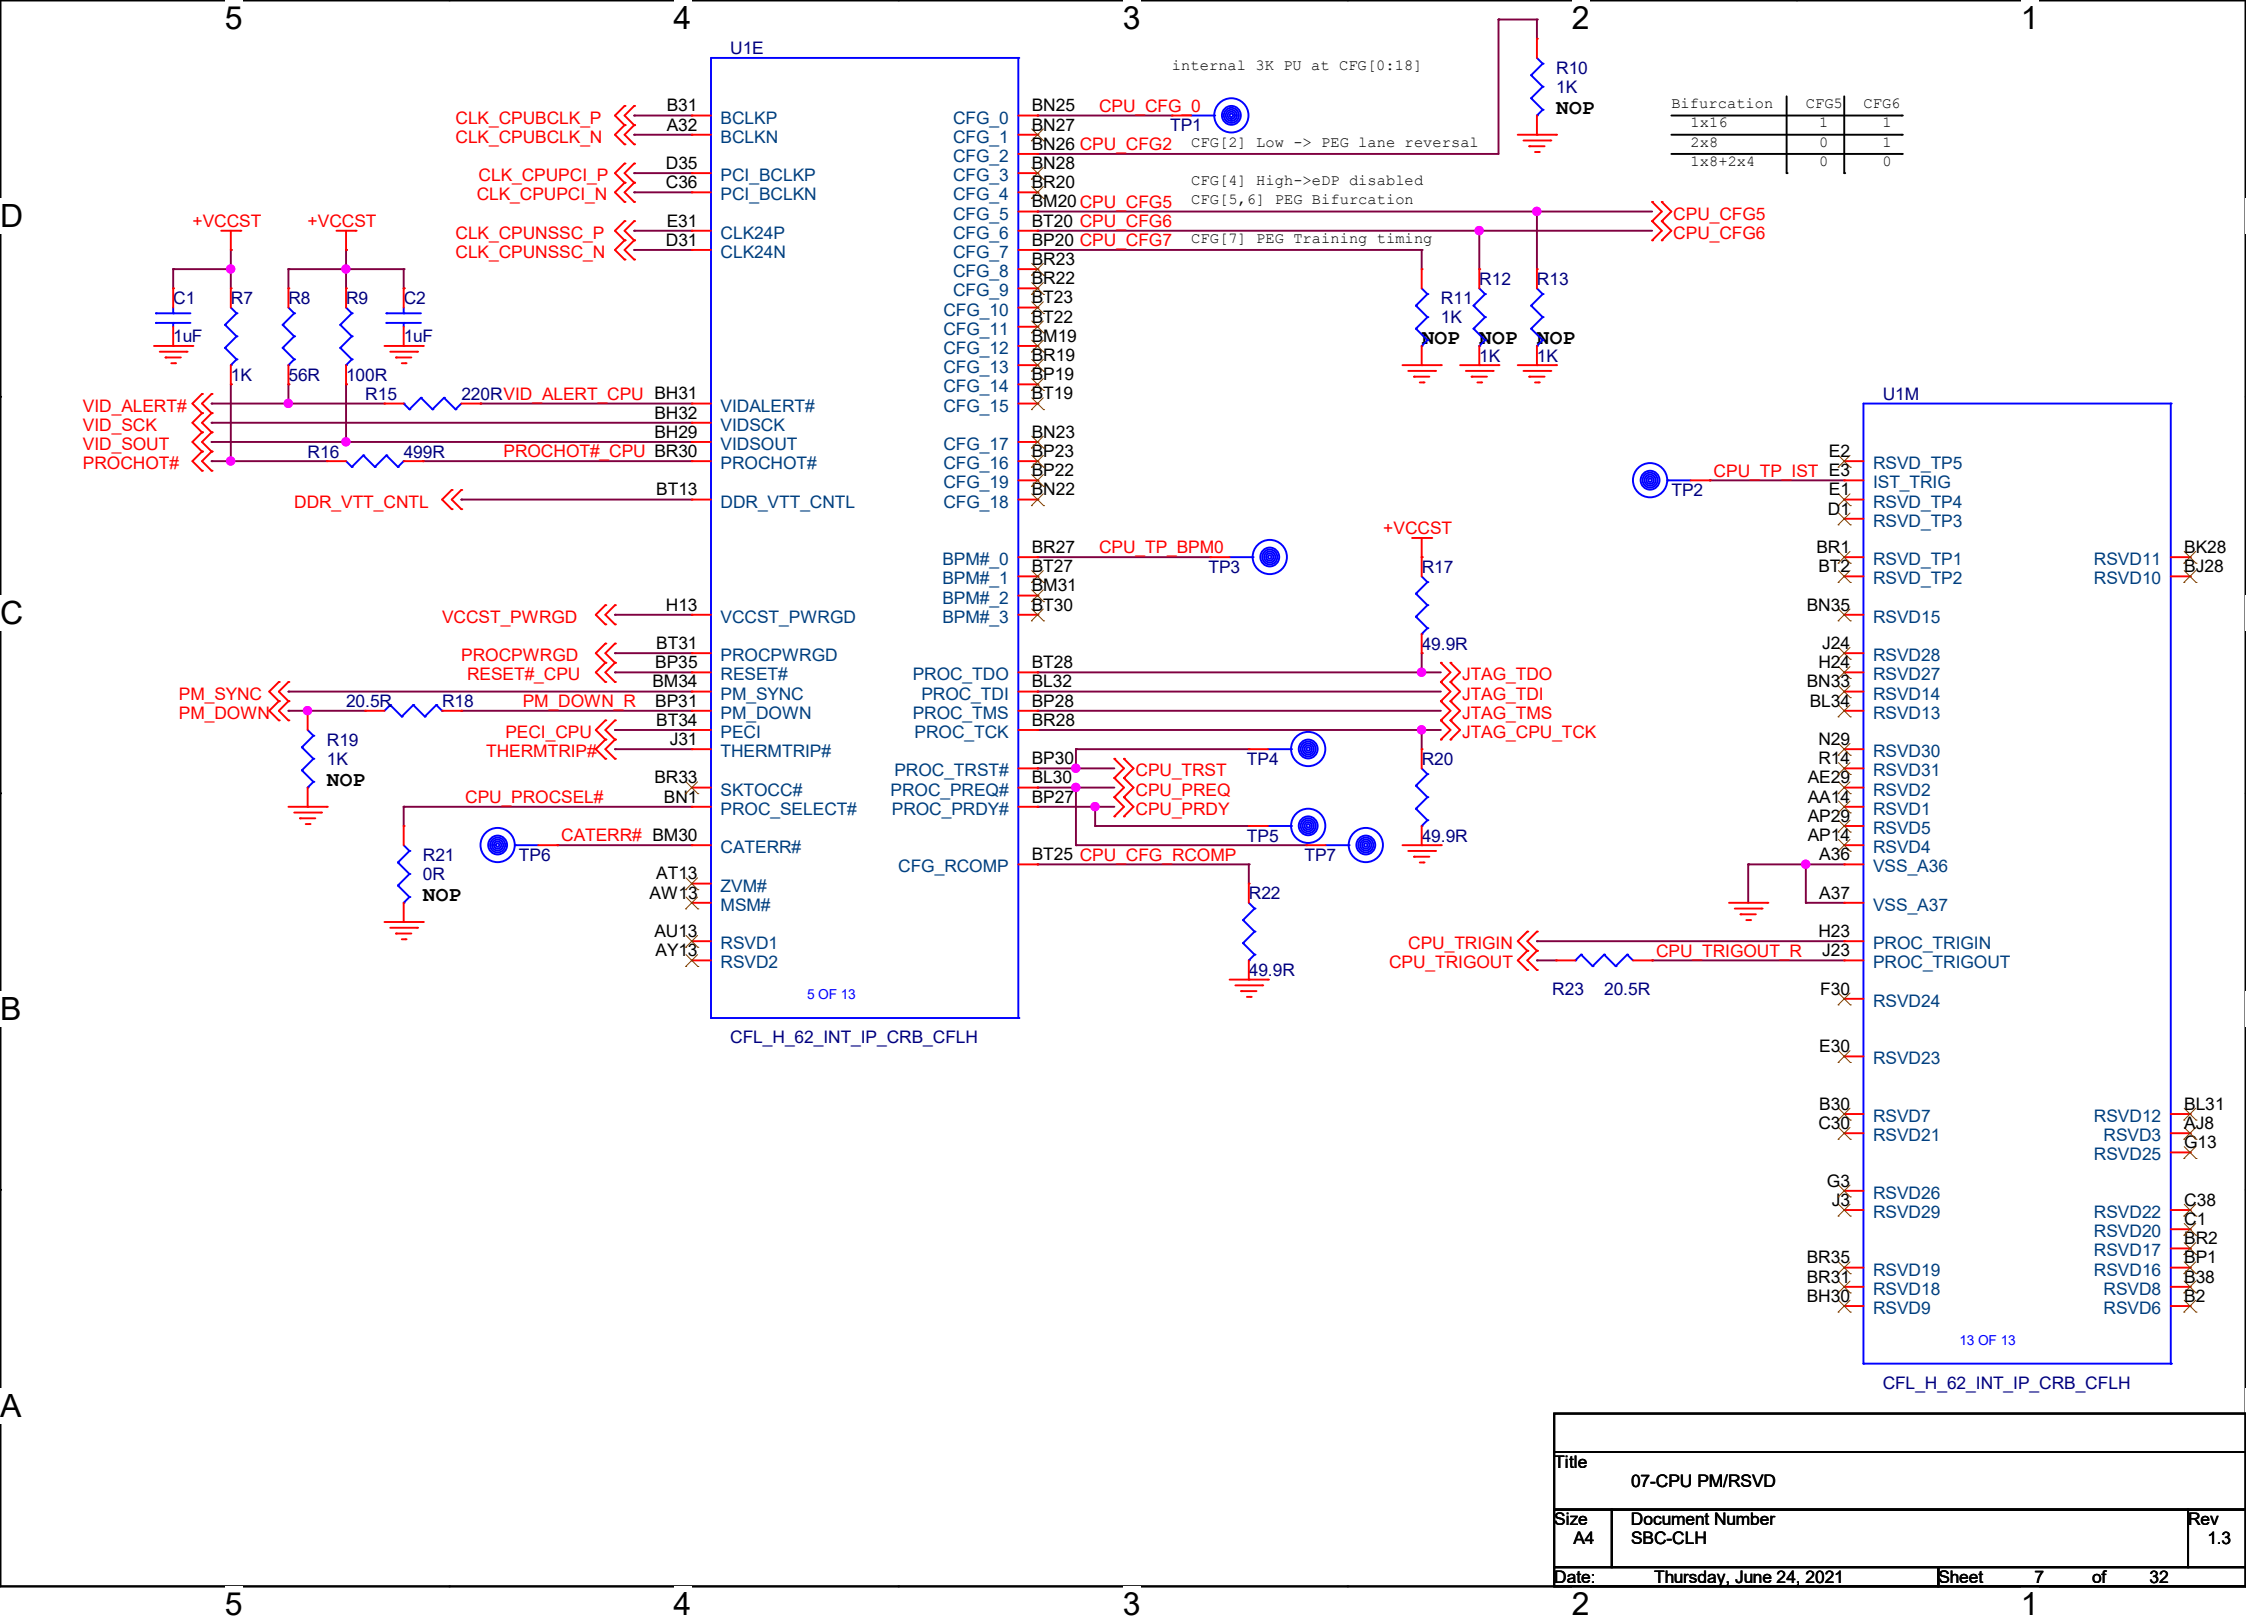 5 4 3 2 1
U1E
internal 3K PU at CFG[0:18]
R10
1K
NOP
Bifurcation CFG5 CFG6
1x16 1 1
2x8 0 1
1x8+2x4 0 0
CLK_CPUBCLK_P B31 BCLKP
CLK_CPUBCLK_N A32 BCLKN
CLK_CPUPCI_P D35 PCI_BCLKP
CLK_CPUPCI_N C36 PCI_BCLKN
CLK_CPUNSSC_P E31 CLK24P
CLK_CPUNSSC_N D31 CLK24N
CFG_0 BN25 CPU_CFG_0 TP1
CFG_1 BN27
CFG_2 BN26 CPU_CFG2 CFG[2] Low -> PEG lane reversal
CFG_3 BN28
CFG_4 BR20 CFG[4] High->eDP disabled
CFG_5 BM20 CPU_CFG5 CFG[5,6] PEG Bifurcation CPU_CFG5
CFG_6 BT20 CPU_CFG6 CPU_CFG6
CFG_7 BP20 CPU_CFG7 CFG[7] PEG Training timing
CFG_8 BR23
CFG_9 BR22
CFG_10 BT23
CFG_11 BT22
CFG_12 BM19
CFG_13 BR19
CFG_14 BP19
CFG_15 BT19
CFG_17 BN23
CFG_16 BP23
CFG_19 BP22
CFG_18 BN22
R11 1K NOP
R12 NOP 1K
R13 NOP 1K
D
+VCCST +VCCST
C1 1uF
R7 1K
R8 56R
R9 100R
C2 1uF
VID_ALERT# R15 220R VID_ALERT_CPU BH31 VIDALERT#
VID_SCK BH32 VIDSCK
VID_SOUT BH29 VIDSOUT
PROCHOT# R16 499R PROCHOT#_CPU BR30 PROCHOT#
DDR_VTT_CNTL BT13 DDR_VTT_CNTL
BPM#_0 BR27 CPU_TP_BPM0 TP3
BPM#_1 BT27
BPM#_2 BM31
BPM#_3 BT30
C
VCCST_PWRGD H13 VCCST_PWRGD
PROCPWRGD BT31 PROCPWRGD
RESET#_CPU BP35 RESET#
PM_SYNC BM34 PM_SYNC
PM_DOWN 20.5R R18 PM_DOWN_R BP31 PM_DOWN
PECI_CPU BT34 PECI
THERMTRIP# J31 THERMTRIP#
R19
1K
NOP
BR33 SKTOCC#
CPU_PROCSEL# BN1 PROC_SELECT#
TP6 CATERR# BM30 CATERR#
R21
0R
NOP
AT13 ZVM#
AW13 MSM#
AU13 RSVD1
AY13 RSVD2
+VCCST
R17
49.9R
PROC_TDO BT28 JTAG_TDO
PROC_TDI BL32 JTAG_TDI
PROC_TMS BP28 JTAG_TMS
PROC_TCK BR28 JTAG_CPU_TCK
PROC_TRST# BP30 CPU_TRST TP4
PROC_PREQ# BL30 CPU_PREQ
PROC_PRDY# BP27 CPU_PRDY
TP5 TP7
R20
49.9R
CFG_RCOMP BT25 CPU_CFG_RCOMP
R22
49.9R
5 OF 13
CFL_H_62_INT_IP_CRB_CFLH
U1M
E2 RSVD_TP5
TP2 CPU_TP_IST E3 IST_TRIG
E1 RSVD_TP4
D1 RSVD_TP3
BR1 RSVD_TP1
BT2 RSVD_TP2
RSVD11 BK28
RSVD10 BJ28
BN35 RSVD15
J24 RSVD28
H24 RSVD27
BN33 RSVD14
BL34 RSVD13
N29 RSVD30
R14 RSVD31
AE29 RSVD2
AA14 RSVD1
AP29 RSVD5
AP14 RSVD4
A36 VSS_A36
A37 VSS_A37
CPU_TRIGIN H23 PROC_TRIGIN
CPU_TRIGOUT CPU_TRIGOUT_R J23 PROC_TRIGOUT
R23 20.5R
B
F30 RSVD24
E30 RSVD23
B30 RSVD7
C30 RSVD21
RSVD12 BL31
RSVD3 AJ8
RSVD25 G13
G3 RSVD26
J3 RSVD29
RSVD22 C38
RSVD20 C1
RSVD17 BR2
RSVD16 BP1
RSVD8 B38
RSVD6 B2
BR35 RSVD19
BR31 RSVD18
BH30 RSVD9
13 OF 13
CFL_H_62_INT_IP_CRB_CFLH
A
Title
07-CPU PM/RSVD
Size Document Number Rev
A4 SBC-CLH 1.3
Date: Thursday, June 24, 2021 Sheet 7 of 32
5 4 3 2 1